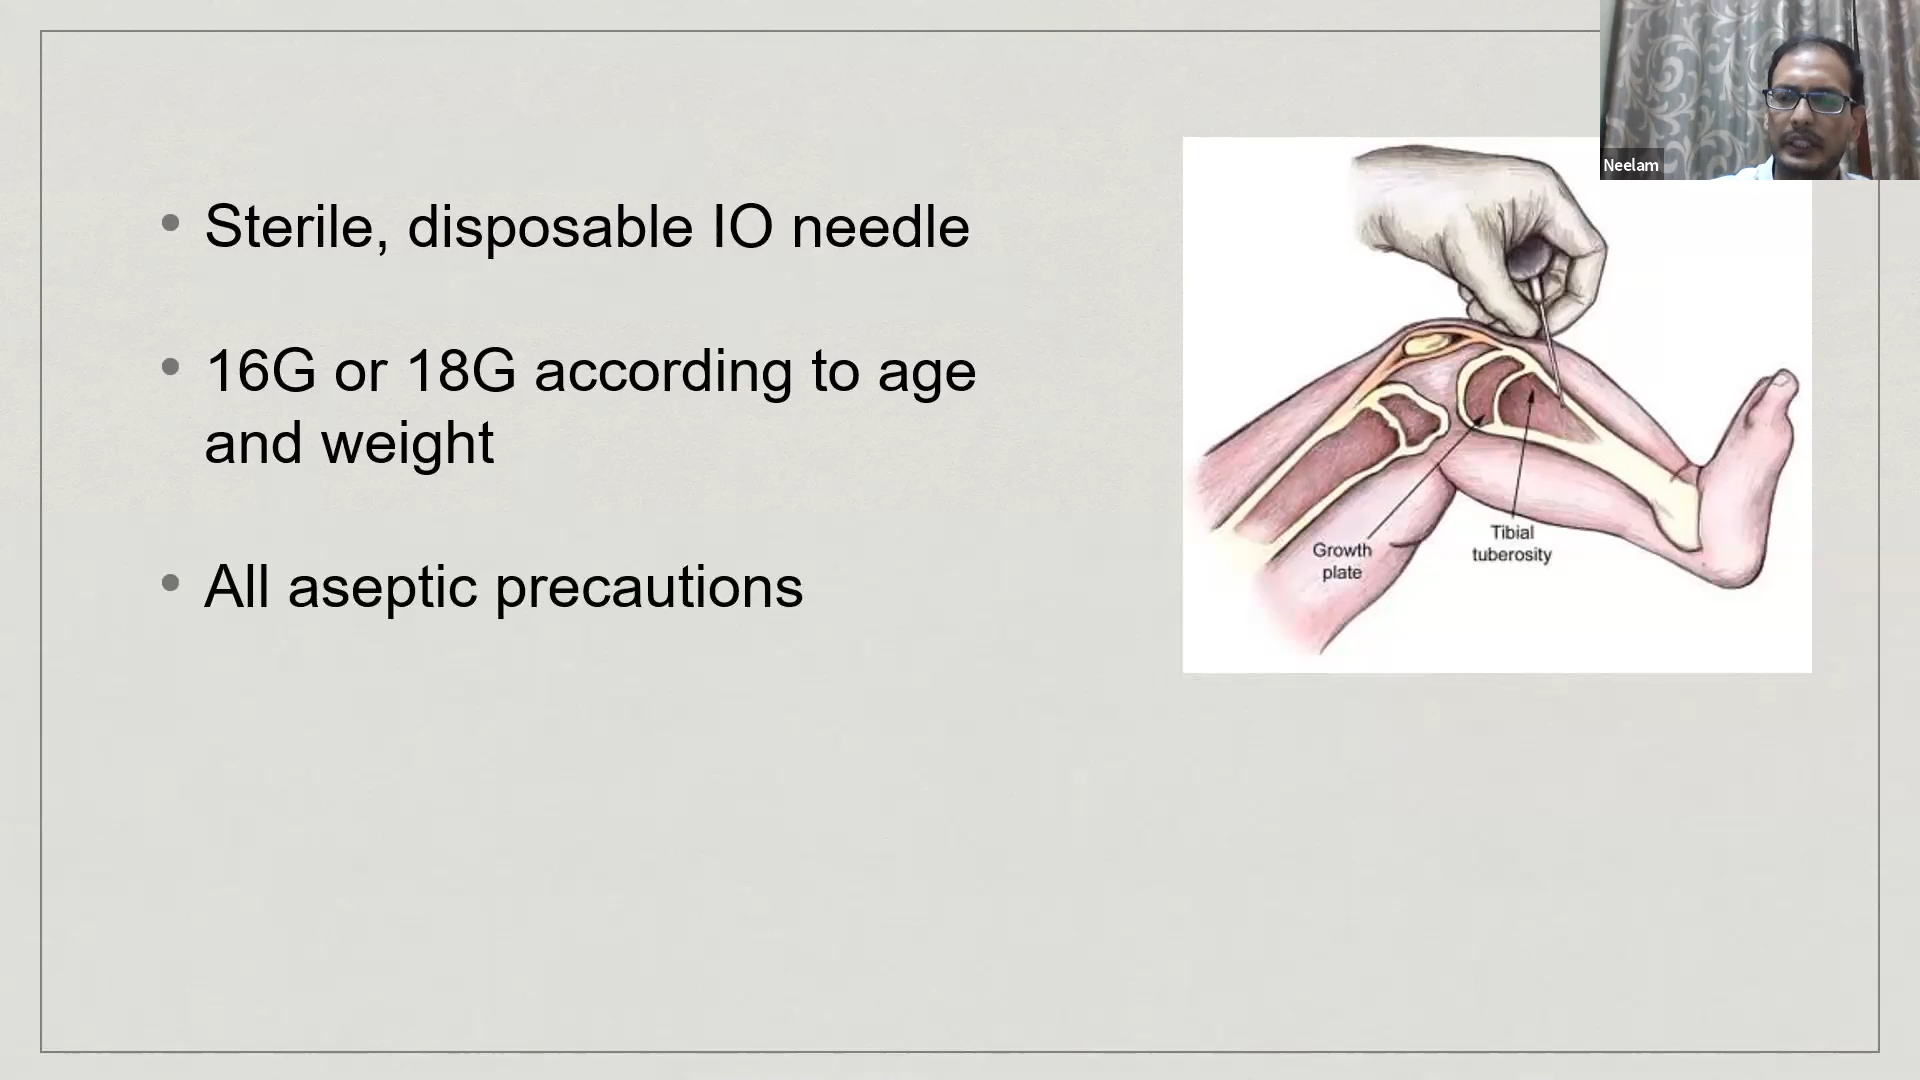 Neelam
• Sterile, disposable IO needle
• 16G or 18G according to age
and weight
• All aseptic precautions
Growth
plate
Tibial
tuberosity